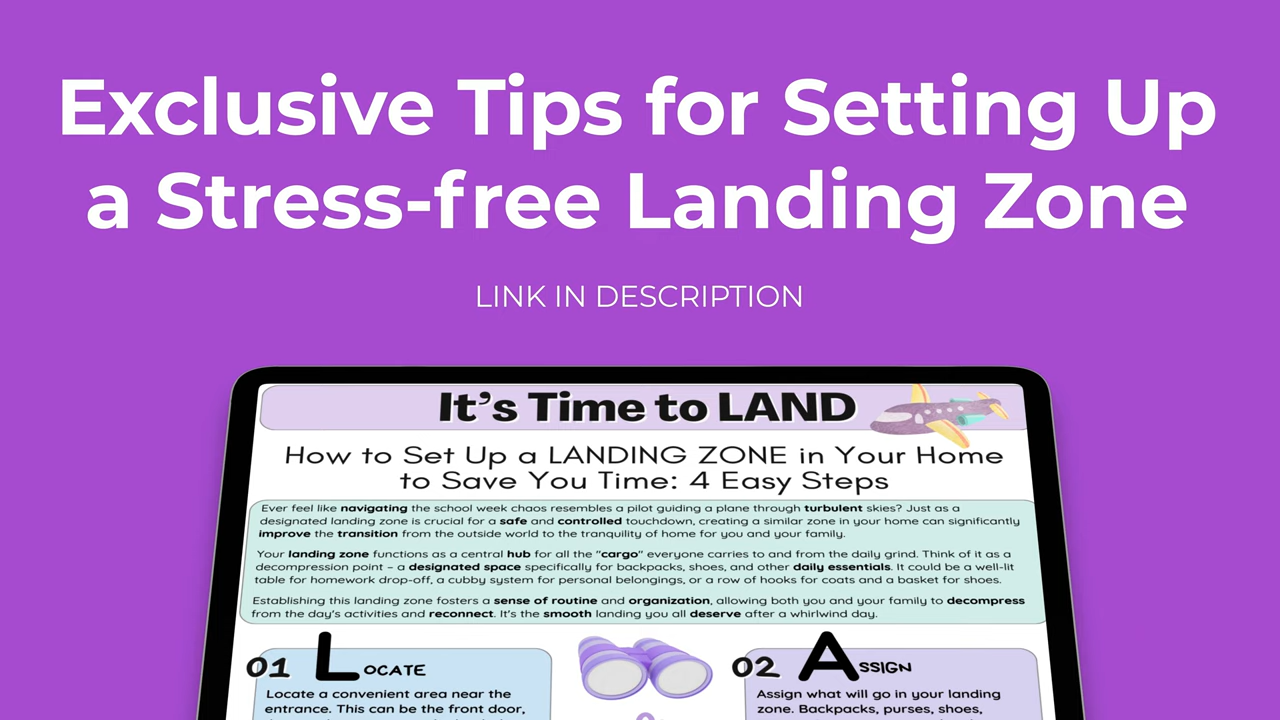 Exclusive Tips for Setting Up
a Stress-free Landing Zone
LINK IN DESCRIPTION
It's Time to LAND
How to Set Up a LANDING ZONE in Your Home
to Save You Time: 4 Easy Steps
Ever feel like navigating the school week chaos resembles a pilot guiding a plane through turbulent skies? Just as a
designated landing zone is crucial for a safe and controlled touchdown, creating a similar zone in your home can significantly
improve the transition from the outside world to the tranquility of home for you and your family.
Your landing zone functions as a central hub for all the "cargo" everyone carries to and from the daily grind. Think of it as a
decompression point – a designated space specifically for backpacks, shoes, and other daily essentials. It could be a well-lit
table for homework drop-off, a cubby system for personal belongings, or a row of hooks for coats and a basket for shoes.
Establishing this landing zone fosters a sense of routine and organization, allowing both you and your family to decompress
from the day's activities and reconnect. It's the smooth landing you all deserve after a whirlwind day.
01 LOCATE
Locate a convenient area near the
entrance. This can be the front door,
02 ASSIGN
Assign what will go in your landing
zone. Backpacks, purses, shoes,